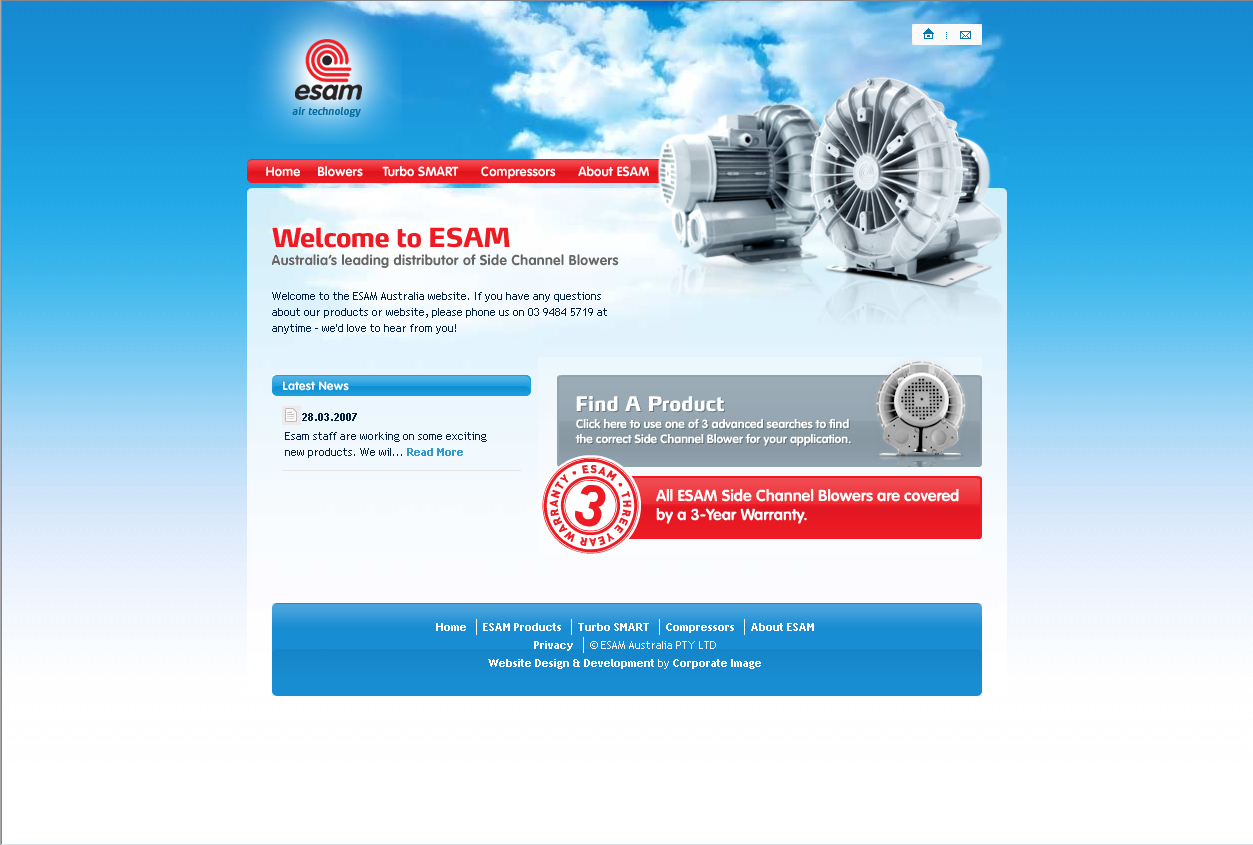 esam
air technology
Home Blowers Turbo SMART Compressors About ESAM
Welcome to ESAM
Australia's leading distributor of Side Channel Blowers
Welcome to the ESAM Australia website. If you have any questions
about our products or website, please phone us on 03 9484 5719 at
anytime - we'd love to hear from you!
Latest News
28.03.2007
Esam staff are working on some exciting
new products. We wil... Read More
Find A Product
Click here to use one of 3 advanced searches to find
the correct Side Channel Blower for your application.
• ESAM • THREE YEAR WARRANTY
3
All ESAM Side Channel Blowers are covered
by a 3-Year Warranty.
Home ESAM Products Turbo SMART Compressors About ESAM
Privacy © ESAM Australia PTY LTD
Website Design & Development by Corporate Image